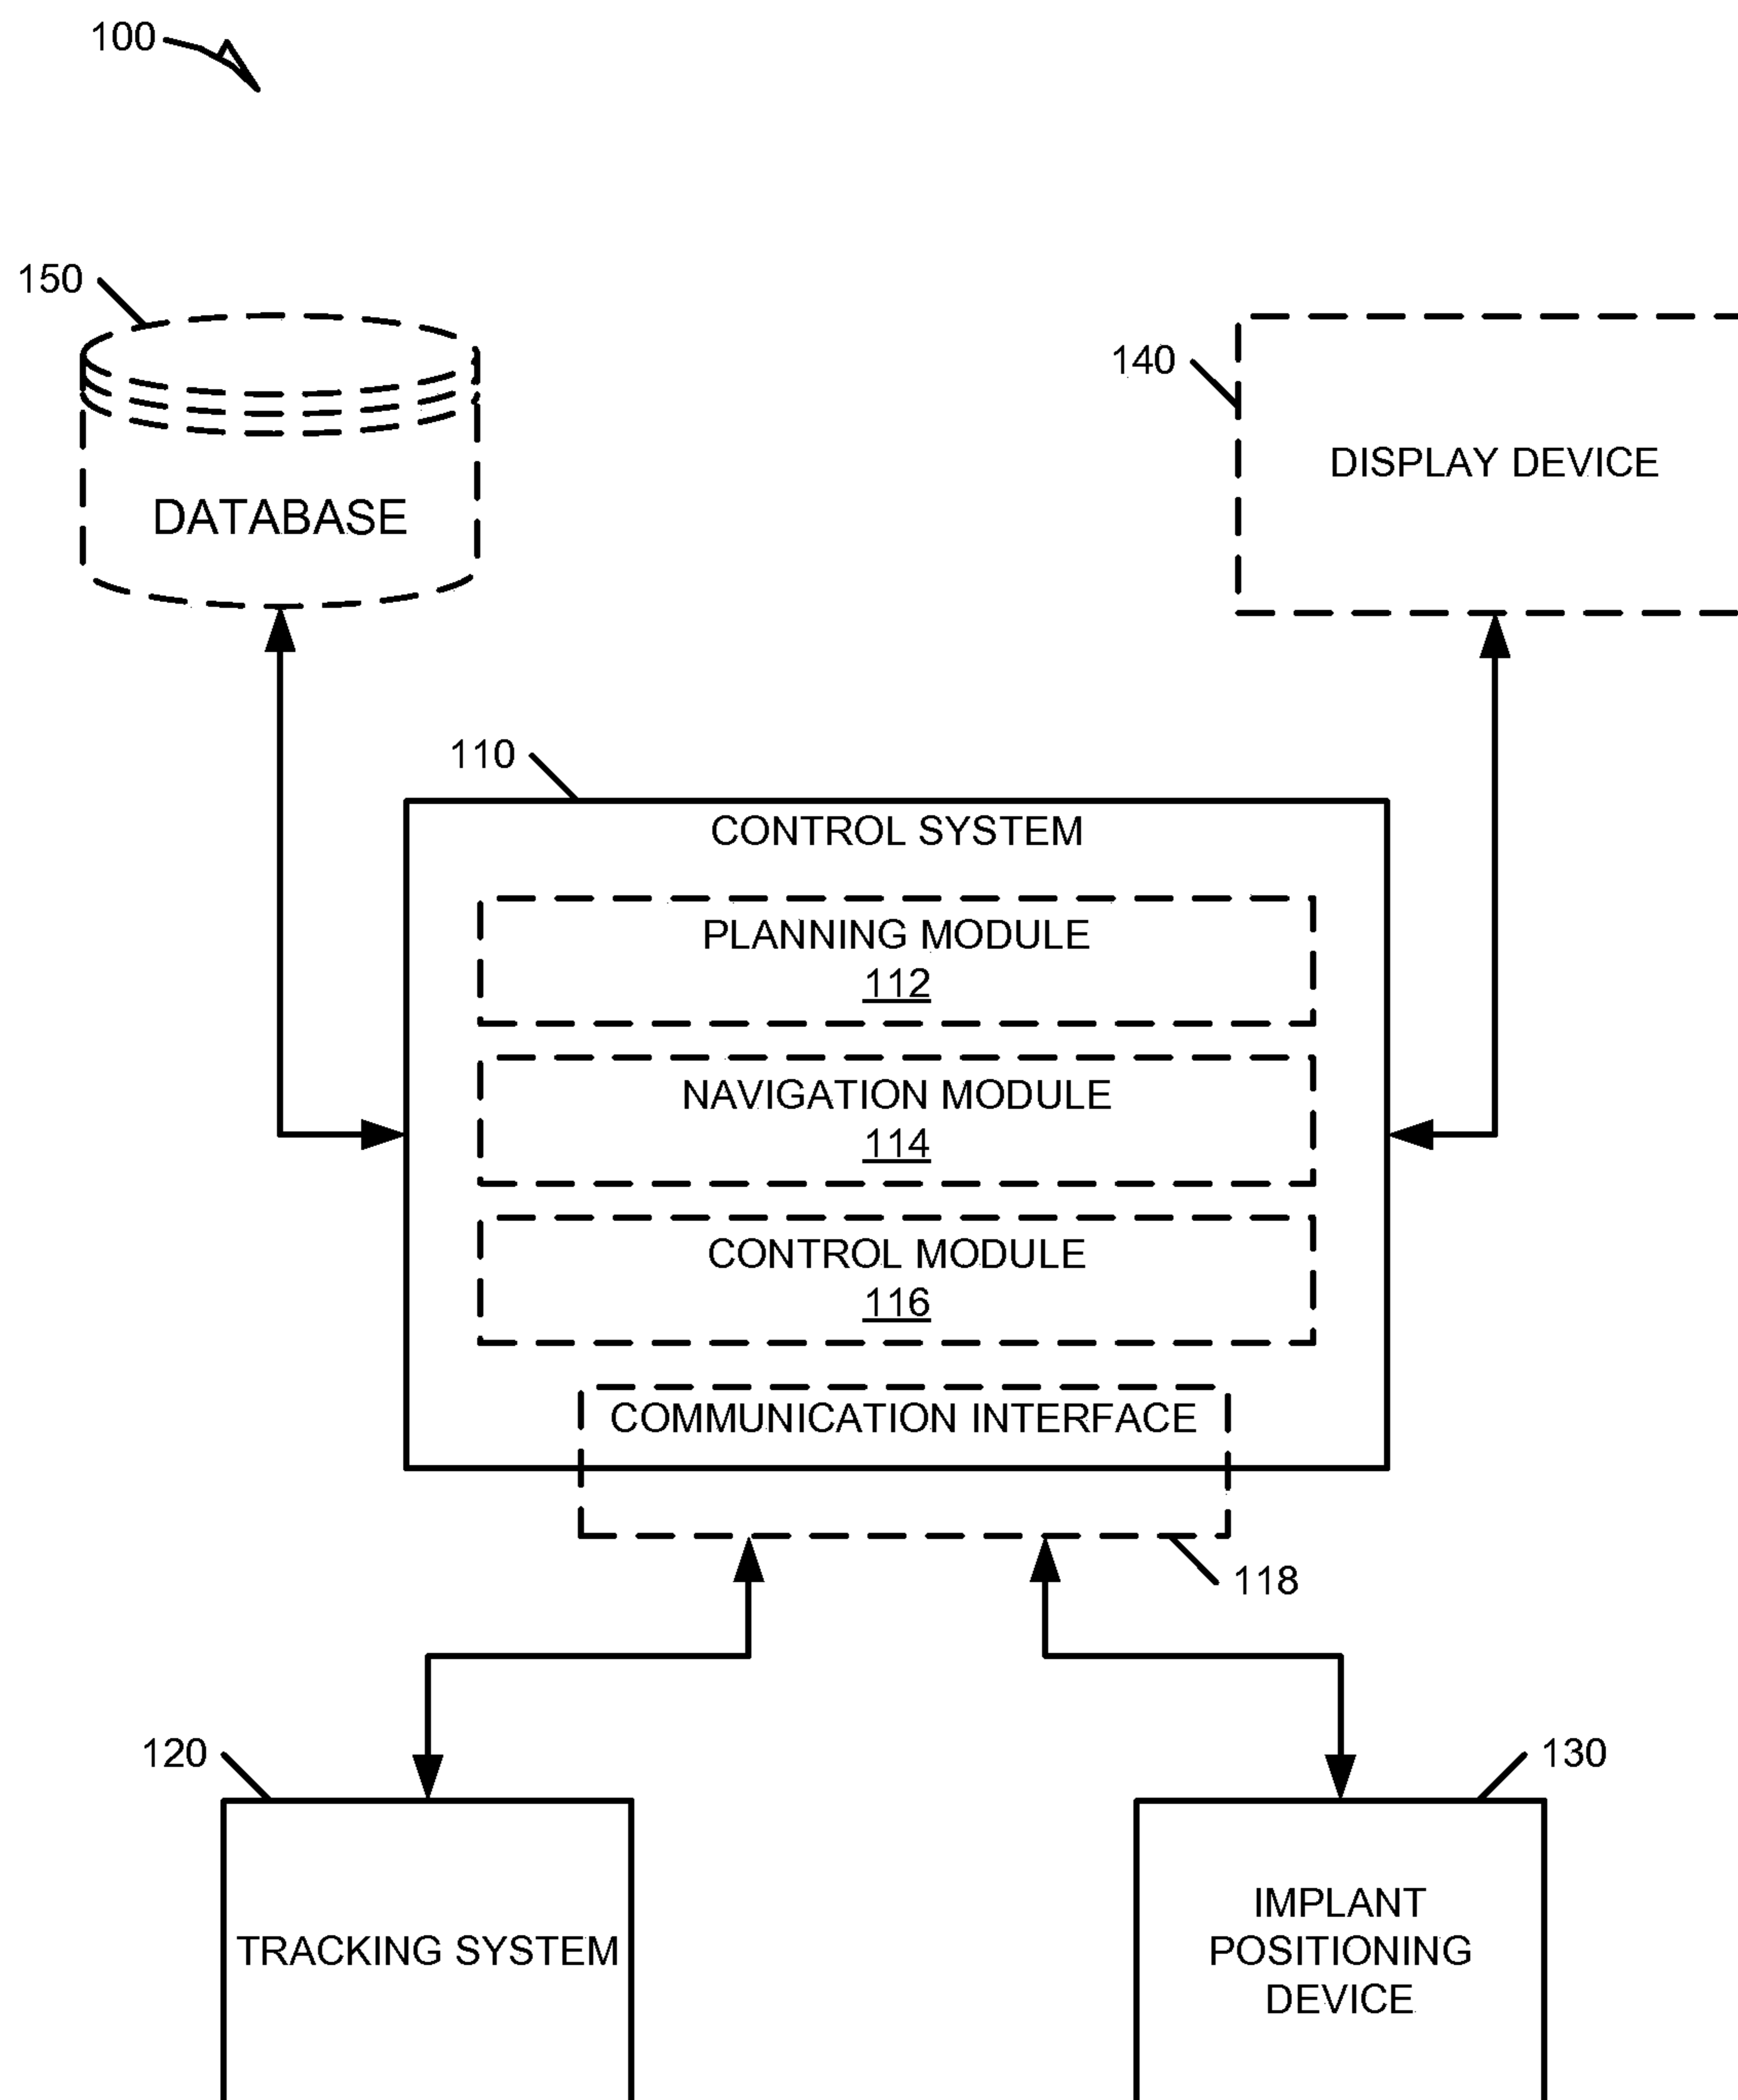 100
150
DATABASE
140
DISPLAY DEVICE
110
CONTROL SYSTEM
PLANNING MODULE
112
NAVIGATION MODULE
114
CONTROL MODULE
116
COMMUNICATION INTERFACE
118
120
TRACKING SYSTEM
130
IMPLANT
POSITIONING
DEVICE